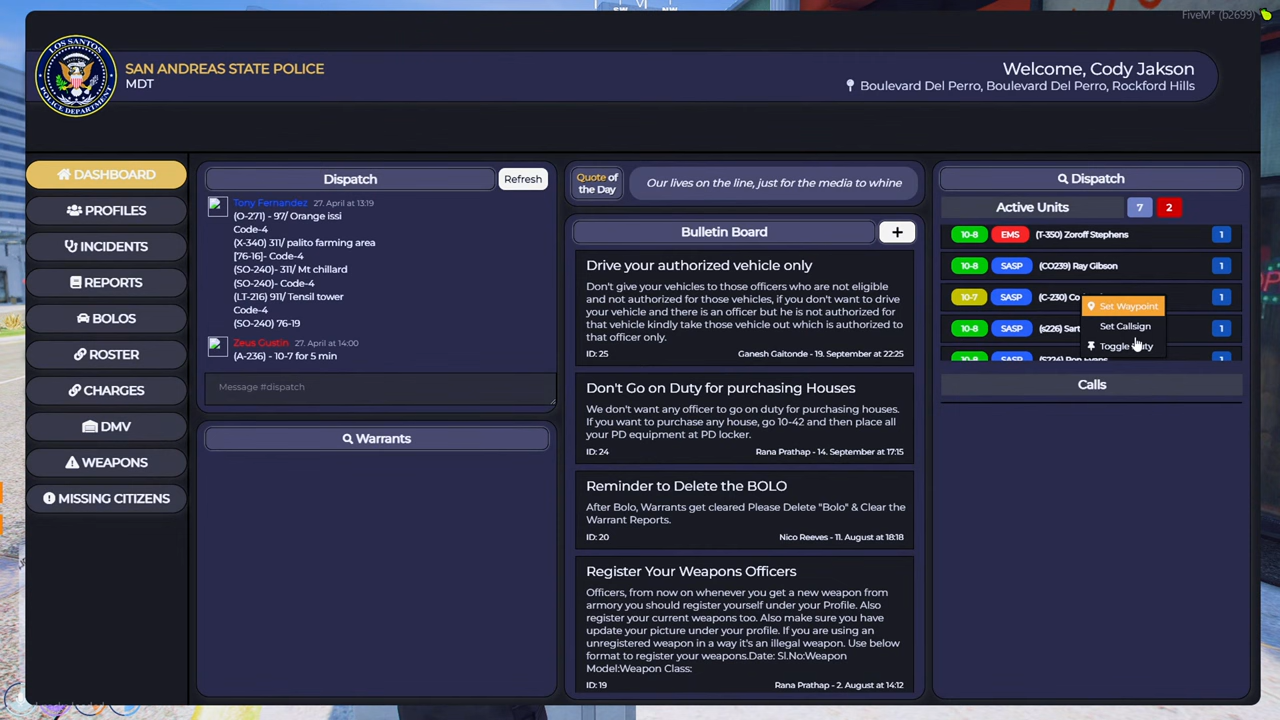 SW
NW
FiveM* (b2699)
LOS SANTOS
POLICE DEPARTMENT
SAN ANDREAS STATE POLICE
MDT
Welcome, Cody Jakson
Boulevard Del Perro, Boulevard Del Perro, Rockford Hills
DASHBOARD
PROFILES
INCIDENTS
REPORTS
BOLOS
ROSTER
CHARGES
DMV
WEAPONS
MISSING CITIZENS
Dispatch
Refresh
Tony Fernandez 27. April at 13:19
(O-271) - 97/ Orange issi
Code-4
(X-340) 311/ palito farming area
[76-16]- Code-4
(SO-240)- 311/ Mt chillard
(SO-240)- Code-4
(LT-216) 911/ Tensil tower
Code-4
(SO-240) 76-19
Zeus Gustin 27. April at 14:00
(A-236) - 10-7 for 5 min
Message #dispatch
Warrants
Quote of
the Day
Our lives on the line, just for the media to whine
Bulletin Board
+
Drive your authorized vehicle only
Don't give your vehicles to those officers who are not eligible
and not authorized for those vehicles, if you don't want to drive
your vehicle and there is an officer but he is not authorized for
that vehicle kindly take those vehicle out which is authorized to
that officer only.
ID: 25 Ganesh Gaitonde - 19. September at 22:25
Don't Go on Duty for purchasing Houses
We don't want any officer to go on duty for purchasing houses.
If you want to purchase any house, go 10-42 and then place all
your PD equipment at PD locker.
ID: 24 Rana Prathap - 14. September at 17:15
Reminder to Delete the BOLO
After Bolo, Warrants get cleared Please Delete "Bolo" & Clear the
Warrant Reports.
ID: 20 Nico Reeves - 11. August at 18:18
Register Your Weapons Officers
Officers, from now on whenever you get a new weapon from
armory you should register yourself under your Profile. Also
register your current weapons too. Also make sure you have
update your picture under your profile. If you are using an
unregistered weapon in a way it's an illegal weapon. Use below
format to register your weapons.Date: Sl.No:Weapon
Model:Weapon Class:
ID: 19 Rana Prathap - 2. August at 14:12
Dispatch
Active Units 7 2
10-8 EMS (T-350) Zoroff Stephens 1
10-8 SASP (CO239) Ray Gibson 1
10-7 SASP (C-230) Co 1
10-8 SASP (s226) Sart 1
10-8 SASP (S224) Ron Evans 1
Set Waypoint
Set Callsign
Toggle Duty
Calls